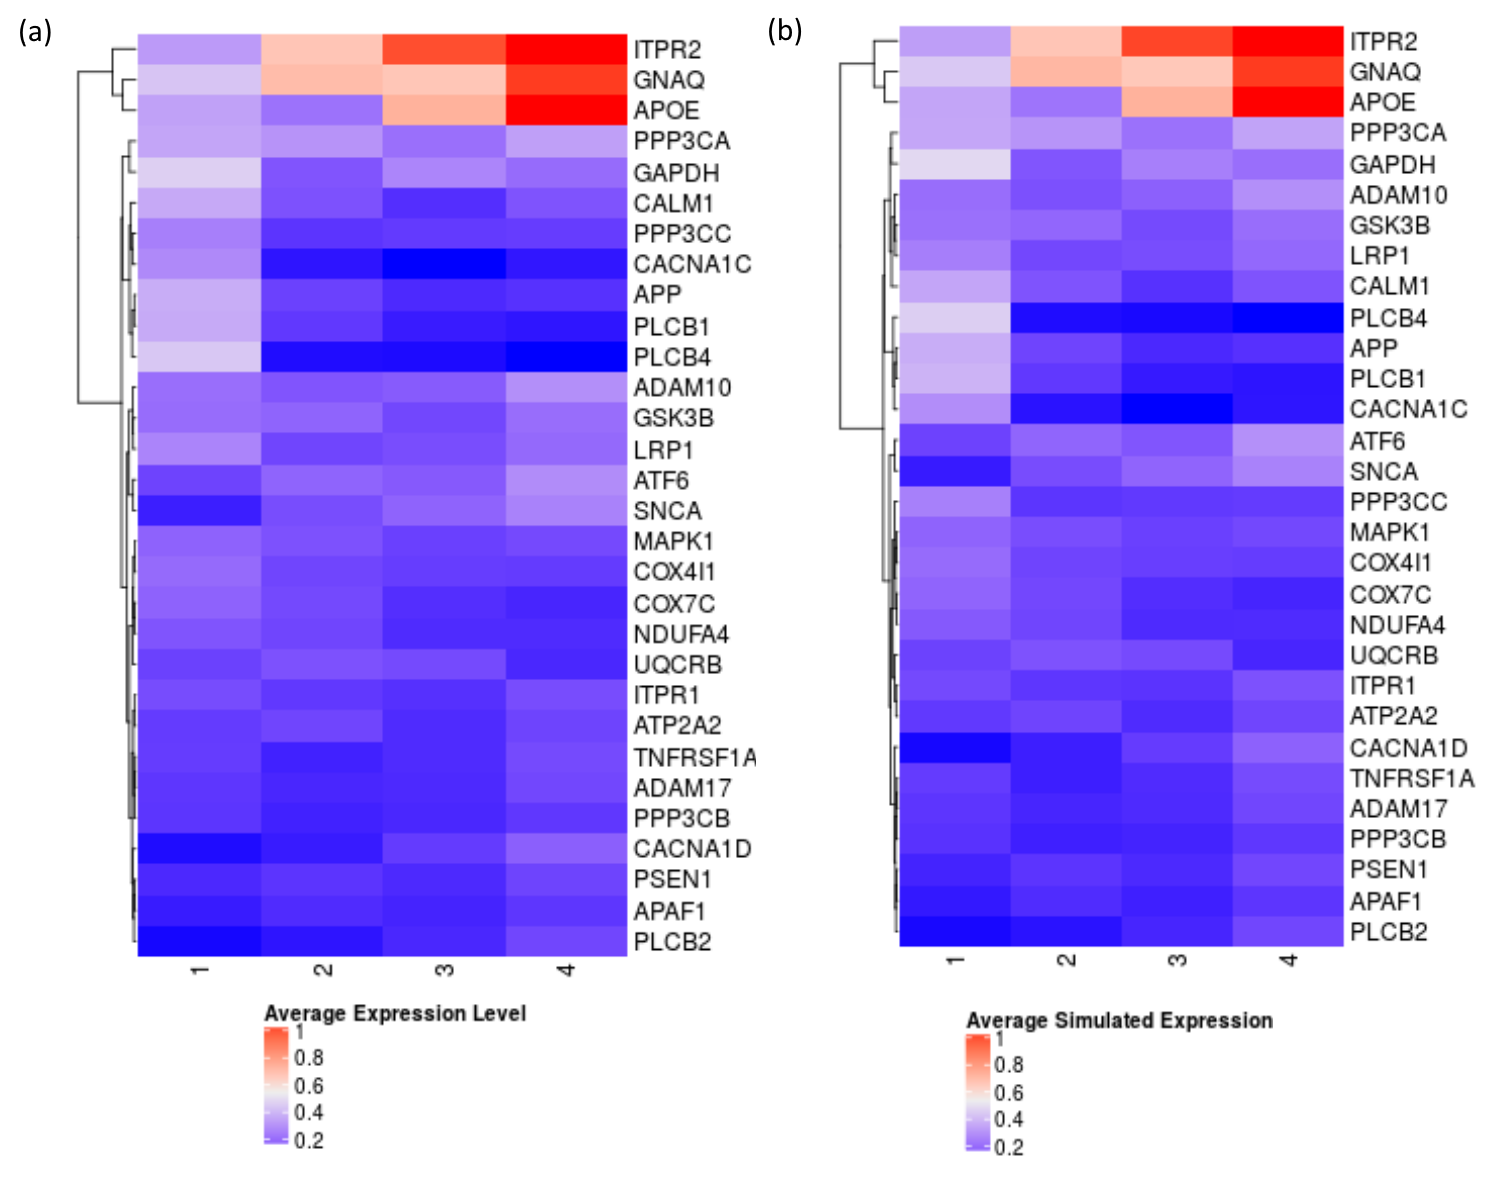 (a)
ITPR2
GNAQ
APOE
PPP3CA
GAPDH
CALM1
PPP3CC
CACNA1C
APP
PLCB1
PLCB4
ADAM10
GSK3B
LRP1
ATF6
SNCA
MAPK1
COX4I1
COX7C
NDUFA4
UQCRB
ITPR1
ATP2A2
TNFRSF1A
ADAM17
PPP3CB
CACNA1D
PSEN1
APAF1
PLCB2
1 2 3 4
Average Expression Level
1
0.8
0.6
0.4
0.2
(b)
ITPR2
GNAQ
APOE
PPP3CA
GAPDH
ADAM10
GSK3B
LRP1
CALM1
PLCB4
APP
PLCB1
CACNA1C
ATF6
SNCA
PPP3CC
MAPK1
COX4I1
COX7C
NDUFA4
UQCRB
ITPR1
ATP2A2
CACNA1D
TNFRSF1A
ADAM17
PPP3CB
PSEN1
APAF1
PLCB2
1 2 3 4
Average Simulated Expression
1
0.8
0.6
0.4
0.2